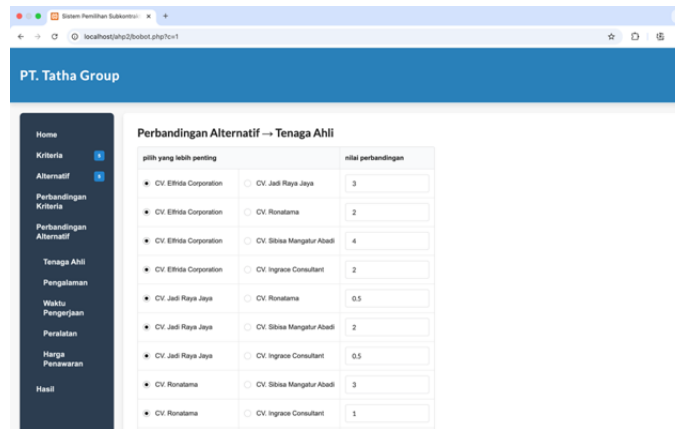 Sistem Pemilihan Subkontrak
localhost/ahp2/bobot.php?c=1
PT. Tatha Group
Home
Kriteria 5
Alternatif 5
Perbandingan
Kriteria
Perbandingan
Alternatif
Tenaga Ahli
Pengalaman
Waktu
Pengerjaan
Peralatan
Harga
Penawaran
Hasil
Perbandingan Alternatif → Tenaga Ahli
pilih yang lebih penting nilai perbandingan
CV. Elfrida Corporation CV. Jadi Raya Jaya 3
CV. Elfrida Corporation CV. Ronatama 2
CV. Elfrida Corporation CV. Sibisa Mangatur Abadi 4
CV. Elfrida Corporation CV. Ingrace Consultant 2
CV. Jadi Raya Jaya CV. Ronatama 0.5
CV. Jadi Raya Jaya CV. Sibisa Mangatur Abadi 2
CV. Jadi Raya Jaya CV. Ingrace Consultant 0.5
CV. Ronatama CV. Sibisa Mangatur Abadi 3
CV. Ronatama CV. Ingrace Consultant 1